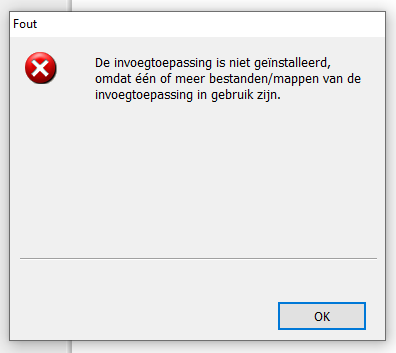 Fout
De invoegtoepassing is niet geïnstalleerd,
omdat één of meer bestanden/mappen van de
invoegtoepassing in gebruik zijn.
OK